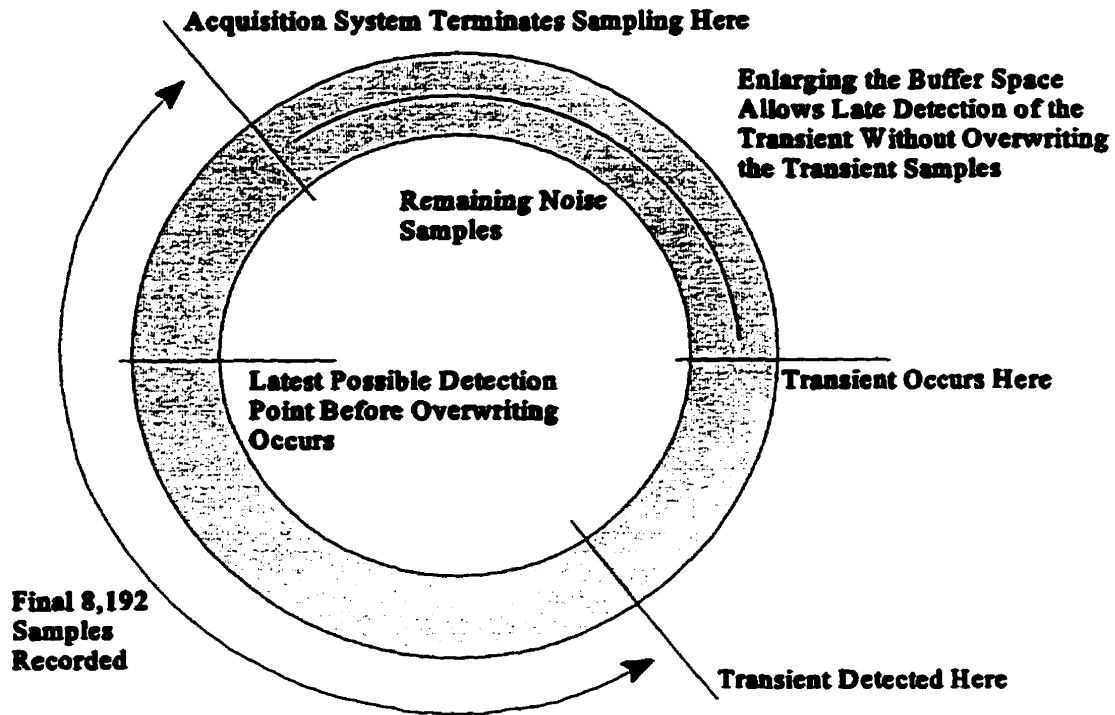 Acquisition System Terminates Sampling Here
Enlarging the Buffer Space
Allows Late Detection of the
Transient Without Overwriting
the Transient Samples
Remaining Noise
Samples
Latest Possible Detection
Point Before Overwriting
Occurs
Transient Occurs Here
Final 8,192
Samples
Recorded
Transient Detected Here